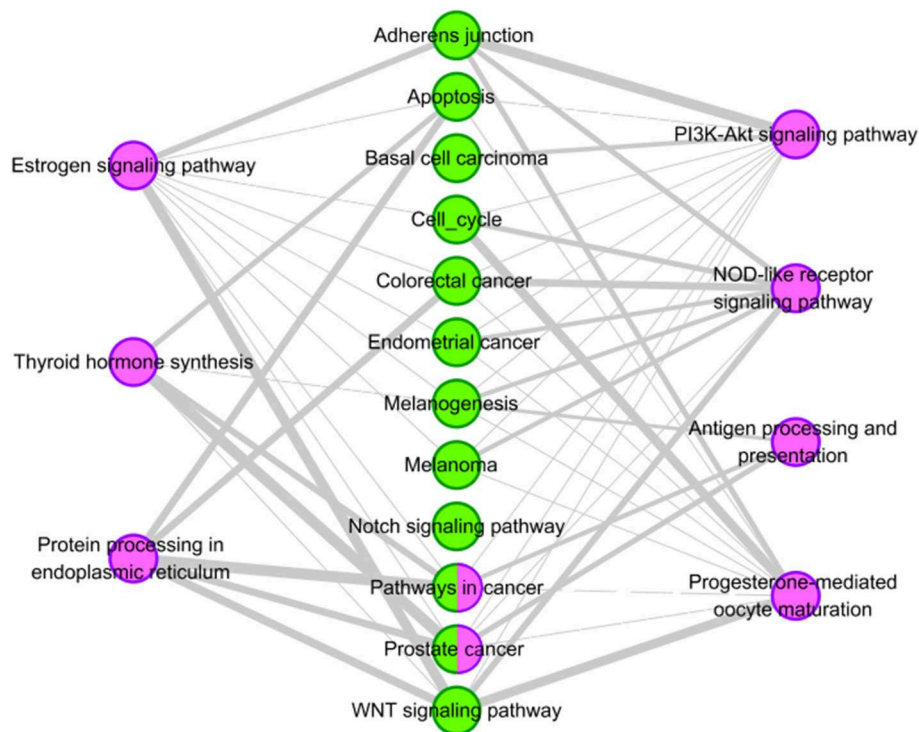 Adherens junction
Apoptosis
PI3K-Akt signaling pathway
Estrogen signaling pathway
Basal cell carcinoma
Cell_cycle
Colorectal cancer
NOD-like receptor
signaling pathway
Endometrial cancer
Thyroid hormone synthesis
Melanogenesis
Antigen processing and
presentation
Melanoma
Notch signaling pathway
Protein processing in
endoplasmic reticulum
Pathways in cancer
Progesterone-mediated
oocyte maturation
Prostate cancer
WNT signaling pathway